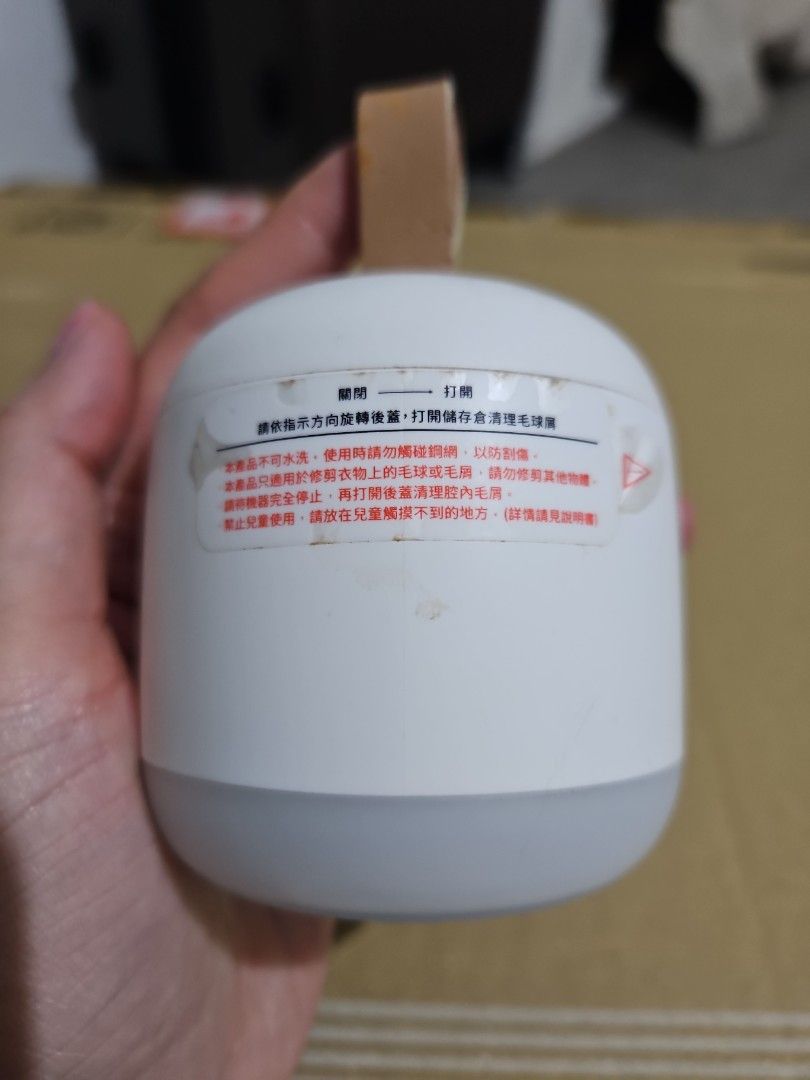 關閉 → 打開
請依指示方向旋轉後蓋，打開儲存倉清理毛球屑
本產品不可水洗。使用時請勿觸碰鋼網，以防割傷。
本產品只適用於修剪衣物上的毛球或毛屑，請勿修剪其他物體。
請待機器完全停止，再打開後蓋清理腔內毛屑。
禁止兒童使用，請放在兒童觸摸不到的地方。(詳情請見說明書)